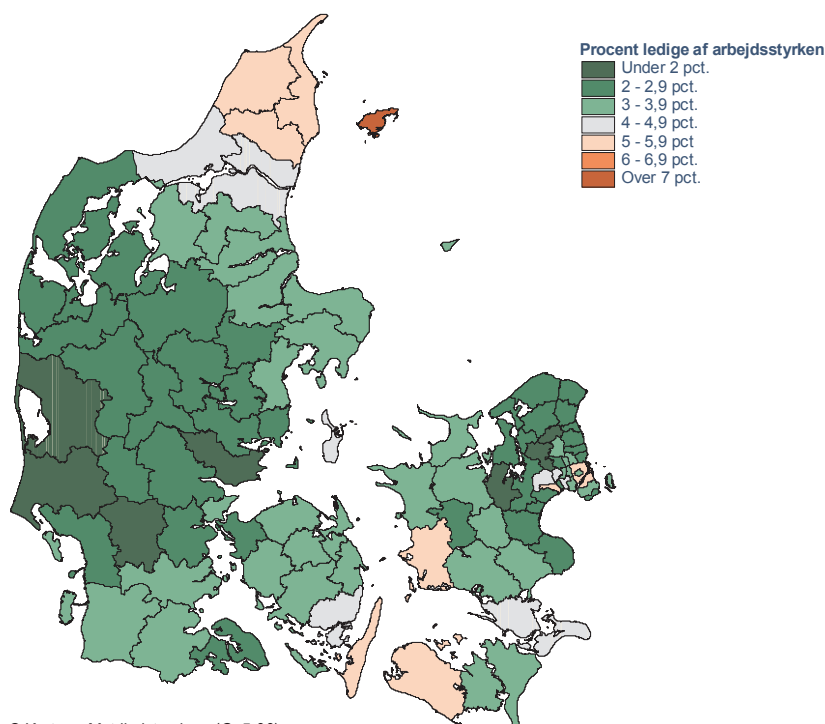 Procent ledige af arbejdsstyrken
Under 2 pct.
2 - 2,9 pct.
3 - 3,9 pct.
4 - 4,9 pct.
5 - 5,9 pct
6 - 6,9 pct.
Over 7 pct.